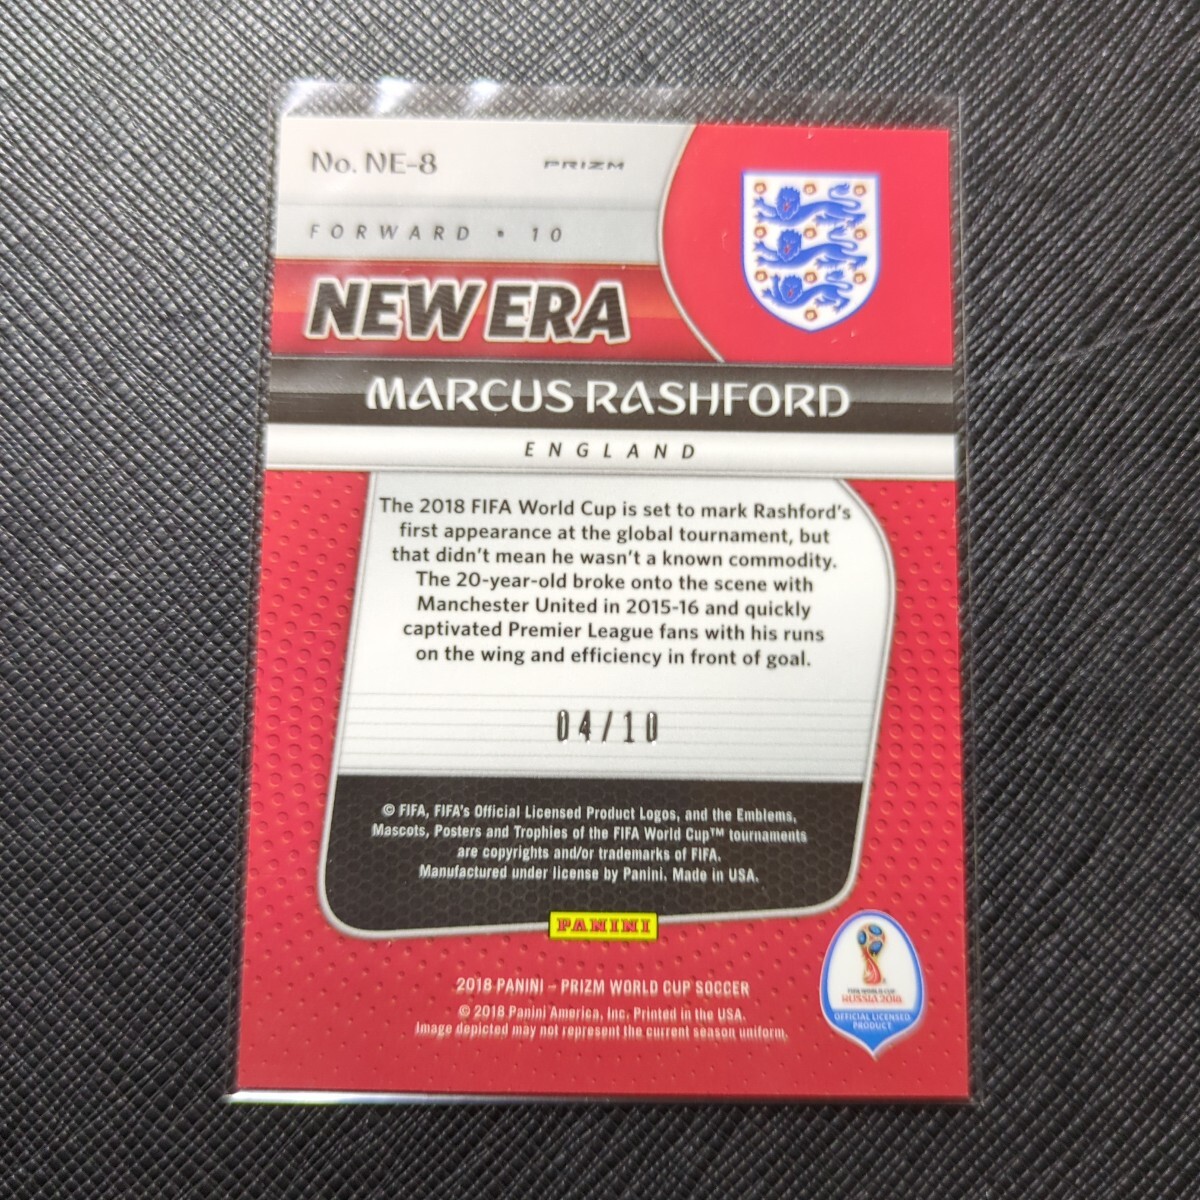 No. NE-8
PRIZM
FORWARD • 10
NEW ERA
MARCUS RASHFORD
ENGLAND
The 2018 FIFA World Cup is set to mark Rashford's
first appearance at the global tournament, but
that didn't mean he wasn't a known commodity.
The 20-year-old broke onto the scene with
Manchester United in 2015-16 and quickly
captivated Premier League fans with his runs
on the wing and efficiency in front of goal.
04/10
© FIFA, FIFA's Official Licensed Product Logos, and the Emblems,
Mascots, Posters and Trophies of the FIFA World Cup™ tournaments
are copyrights and/or trademarks of FIFA.
Manufactured under license by Panini. Made in USA.
PANINI
2018 PANINI – PRIZM WORLD CUP SOCCER
© 2018 Panini America, Inc. Printed in the USA.
Image depicted may not represent the current season uniform.
FIFA WORLD CUP
RUSSIA 2018
OFFICIAL LICENSED
PRODUCT